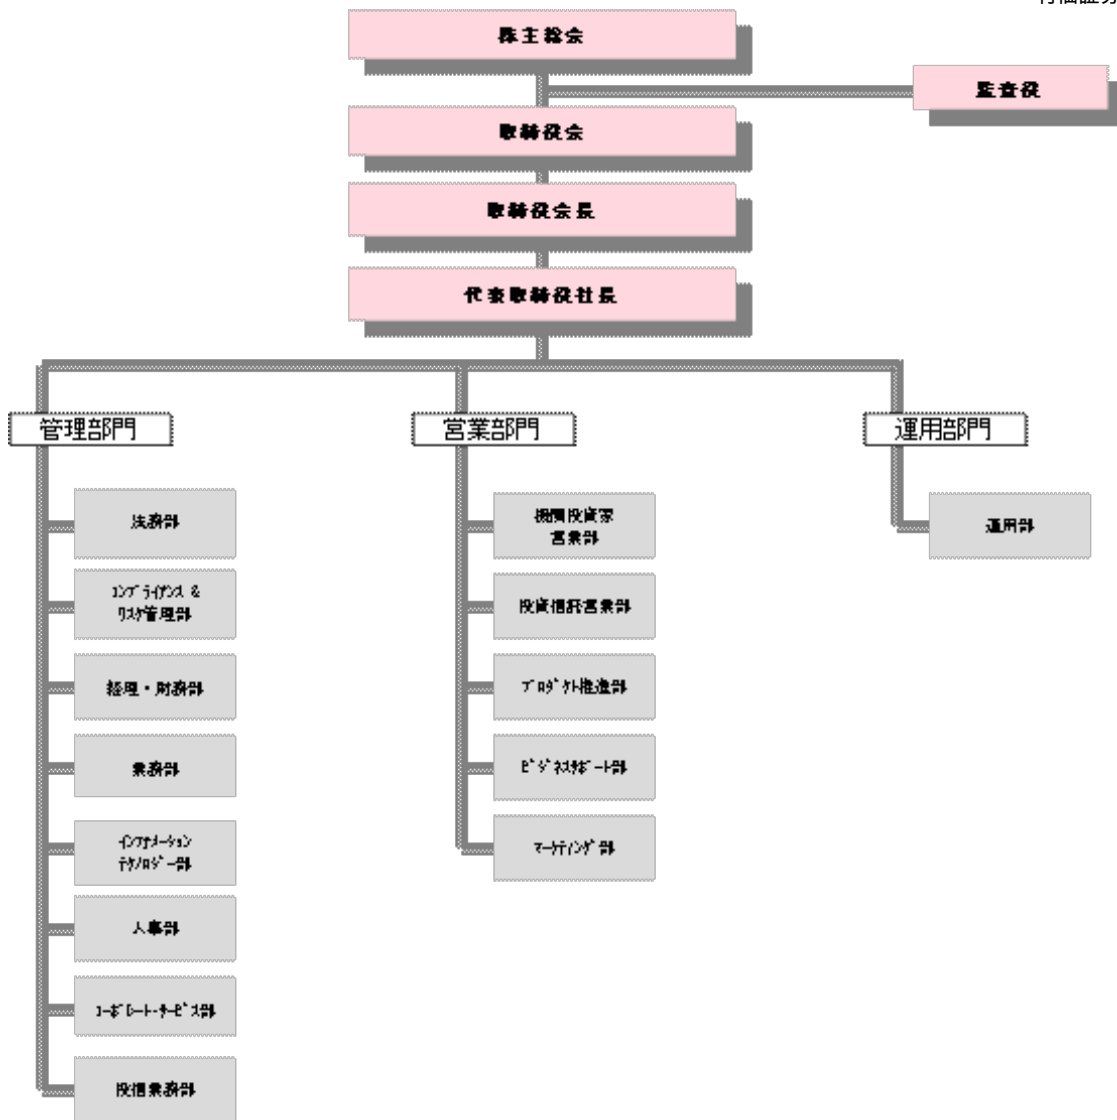 株主総会
監査役
取締役会
取締役会長
代表取締役社長
管理部門
営業部門
運用部門
法務部
コンプライアンス &
リスク管理部
経理・財務部
業務部
インフォメーション
テクノロジー部
人事部
コーポレート・サービス部
投信業務部
機関投資家
営業部
投資信託営業部
プロダクト推進部
ビジネスサポート部
マーケティング部
運用部